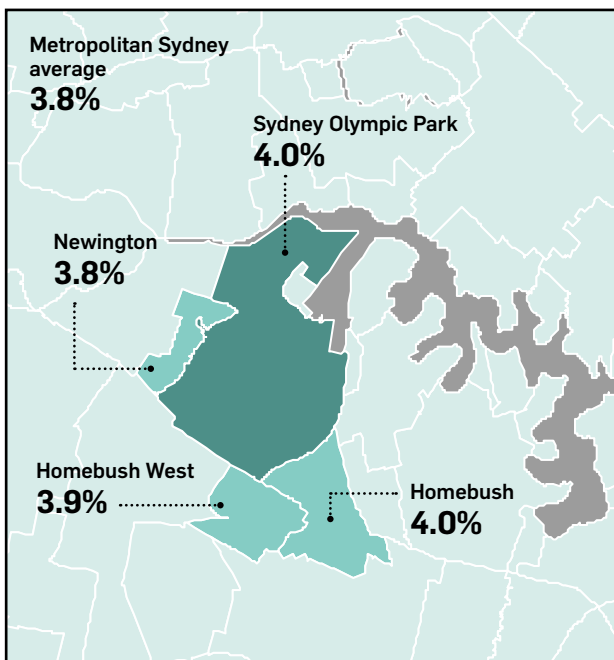 Metropolitan Sydney
average
3.8%
Sydney Olympic Park
4.0%
Newington
3.8%
Homebush West
3.9%
Homebush
4.0%